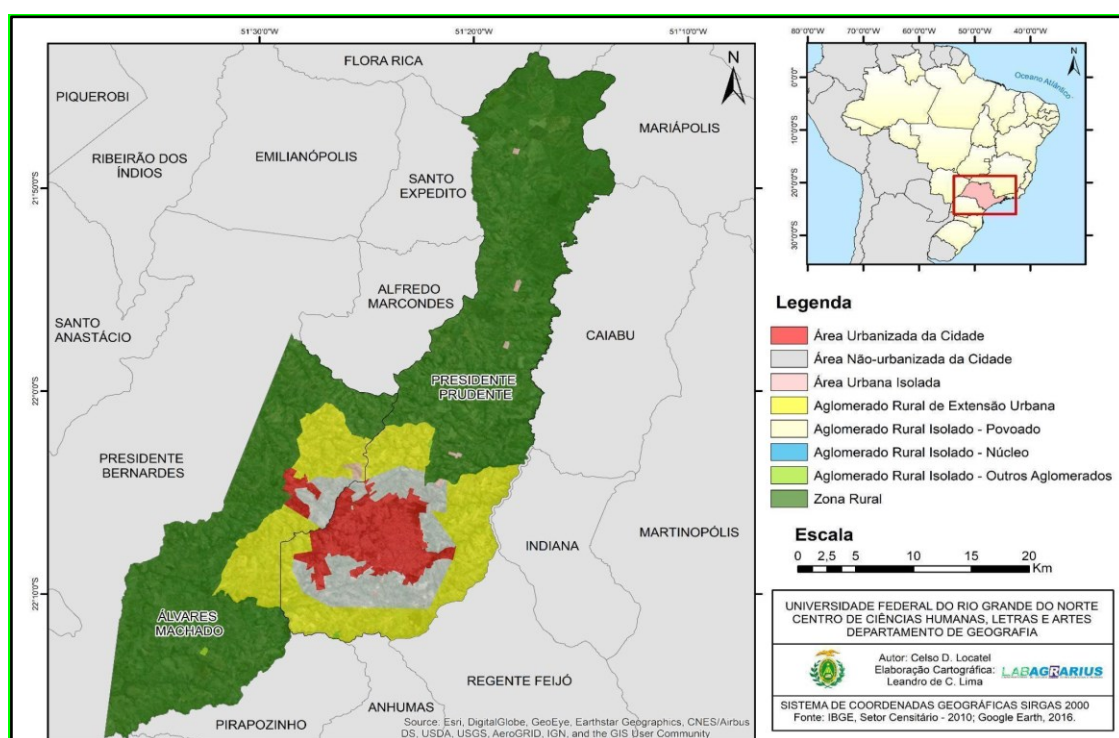 51°30'0"W
51°20'0"W
51°10'0"W
21°50'0"S
22°0'0"S
22°10'0"S
N
FLORA RICA
PIQUEROBI
MARIÁPOLIS
RIBEIRÃO DOS
ÍNDIOS
EMILIANÓPOLIS
SANTO
EXPEDITO
ALFREDO
MARCONDES
SANTO
ANASTÁCIO
CAIABU
PRESIDENTE
PRUDENTE
PRESIDENTE
BERNARDES
MARTINOPÓLIS
INDIANA
ÁLVARES
MACHADO
REGENTE FEIJÓ
ANHUMAS
PIRAPOZINHO
Source: Esri, DigitalGlobe, GeoEye, Earthstar Geographics, CNES/Airbus
DS, USDA, USGS, AeroGRID, IGN, and the GIS User Community
80°0'0"W
70°0'0"W
60°0'0"W
50°0'0"W
40°0'0"W
N
Oceano Atlântico
0°0'0"
10°0'0"S
20°0'0"S
30°0'0"S
Legenda
Área Urbanizada da Cidade
Área Não-urbanizada da Cidade
Área Urbana Isolada
Aglomerado Rural de Extensão Urbana
Aglomerado Rural Isolado - Povoado
Aglomerado Rural Isolado - Núcleo
Aglomerado Rural Isolado - Outros Aglomerados
Zona Rural
Escala
0 2,5 5 10 15 20
Km
UNIVERSIDADE FEDERAL DO RIO GRANDE DO NORTE
CENTRO DE CIÊNCIAS HUMANAS, LETRAS E ARTES
DEPARTAMENTO DE GEOGRAFIA
Autor: Celso D. Locatel
Elaboração Cartográfica:
Leandro de C. Lima
LABAGRARIUS
SISTEMA DE COORDENADAS GEOGRÁFICAS SIRGAS 2000
Fonte: IBGE, Setor Censitário - 2010; Google Earth, 2016.